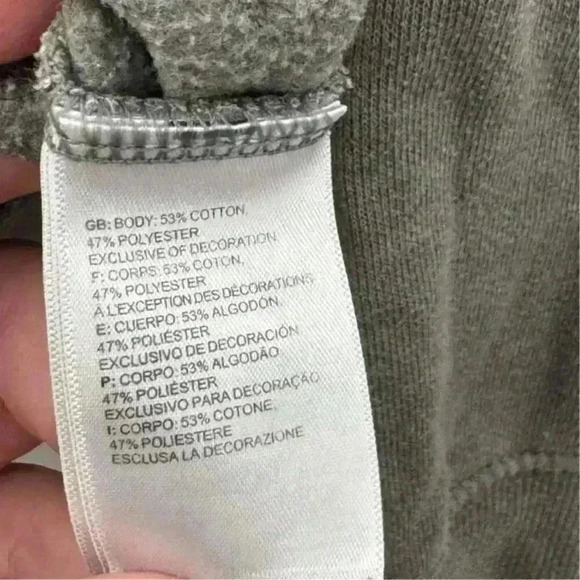 GB: BODY: 53% COTTON,
47% POLYESTER
EXCLUSIVE OF DECORATION
F: CORPS: 53% COTON,
47% POLYESTER
À L'EXCEPTION DES DÉCORATIONS
E: CUERPO: 53% ALGODÓN,
47% POLIÉSTER
EXCLUSIVO DE DECORACIÓN
P: CORPO: 53% ALGODÃO
47% POLIÉSTER
EXCLUSIVO PARA DECORAÇÃO
I: CORPO: 53% COTONE,
47% POLIESTERE
ESCLUSA LA DECORAZIONE